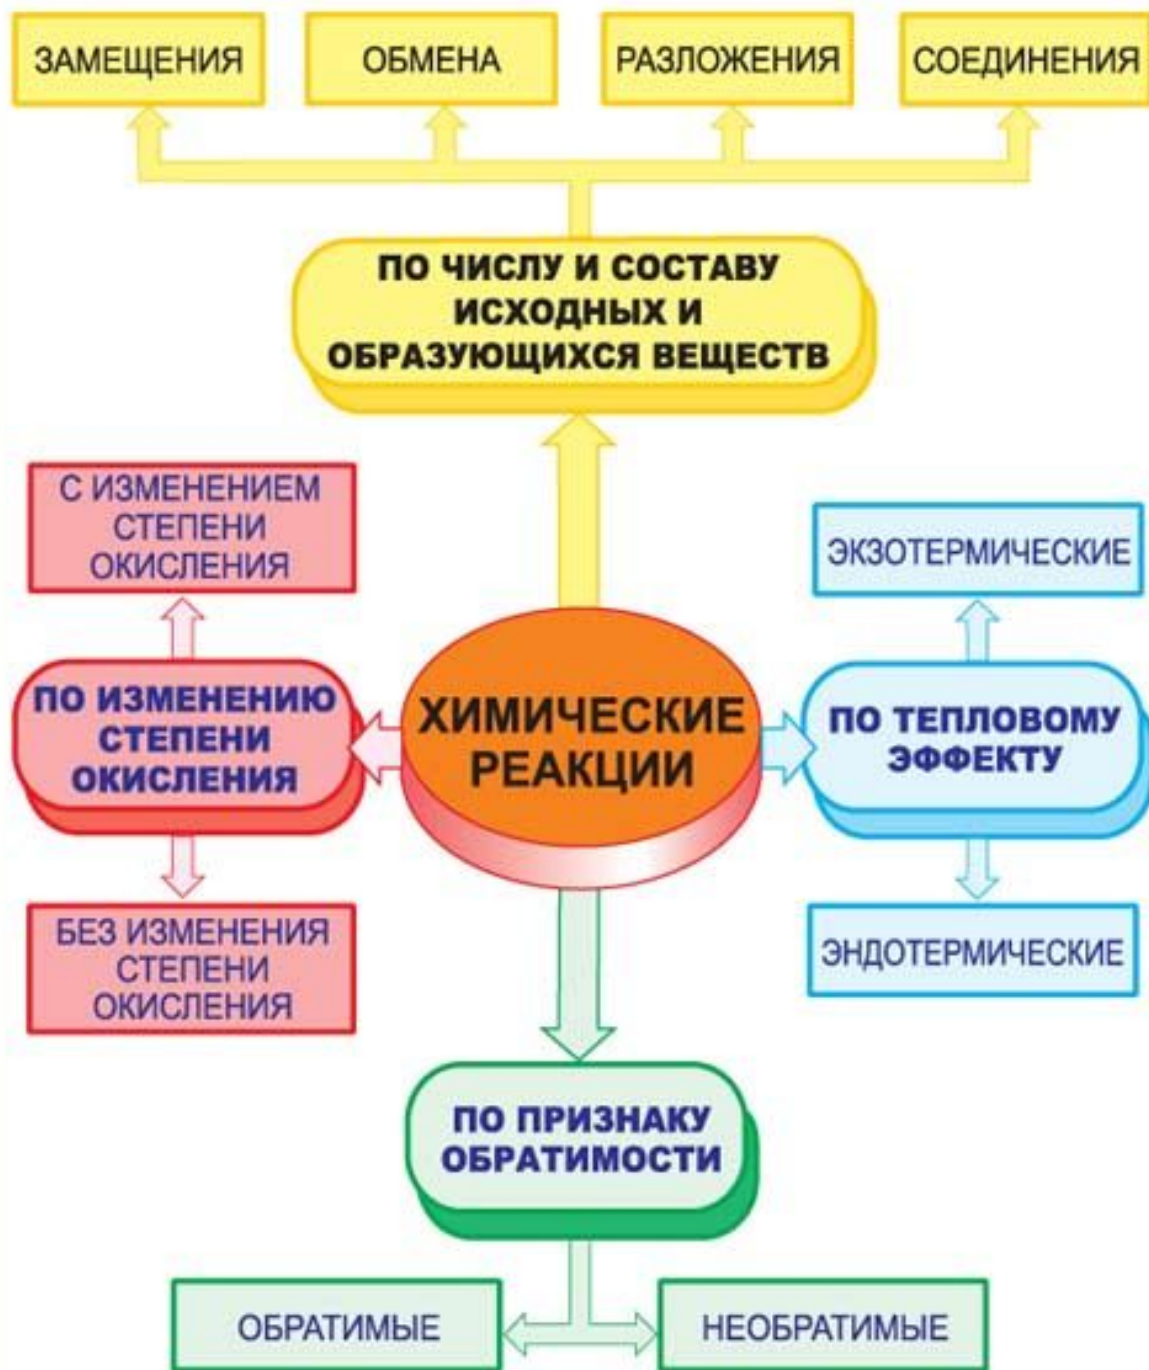 ЗАМЕЩЕНИЯ
ОБМЕНА
РАЗЛОЖЕНИЯ
СОЕДИНЕНИЯ
ПО ЧИСЛУ И СОСТАВУ
ИСХОДНЫХ И
ОБРАЗУЮЩИХСЯ ВЕЩЕСТВ
С ИЗМЕНЕНИЕМ
СТЕПЕНИ
ОКИСЛЕНИЯ
ЭКЗОТЕРМИЧЕСКИЕ
ПО ИЗМЕНЕНИЮ
СТЕПЕНИ
ОКИСЛЕНИЯ
ХИМИЧЕСКИЕ
РЕАКЦИИ
ПО ТЕПЛОВОМУ
ЭФФЕКТУ
БЕЗ ИЗМЕНЕНИЯ
СТЕПЕНИ
ОКИСЛЕНИЯ
ЭНДОТЕРМИЧЕСКИЕ
ПО ПРИЗНАКУ
ОБРАТИМОСТИ
ОБРАТИМЫЕ
НЕОБРАТИМЫЕ